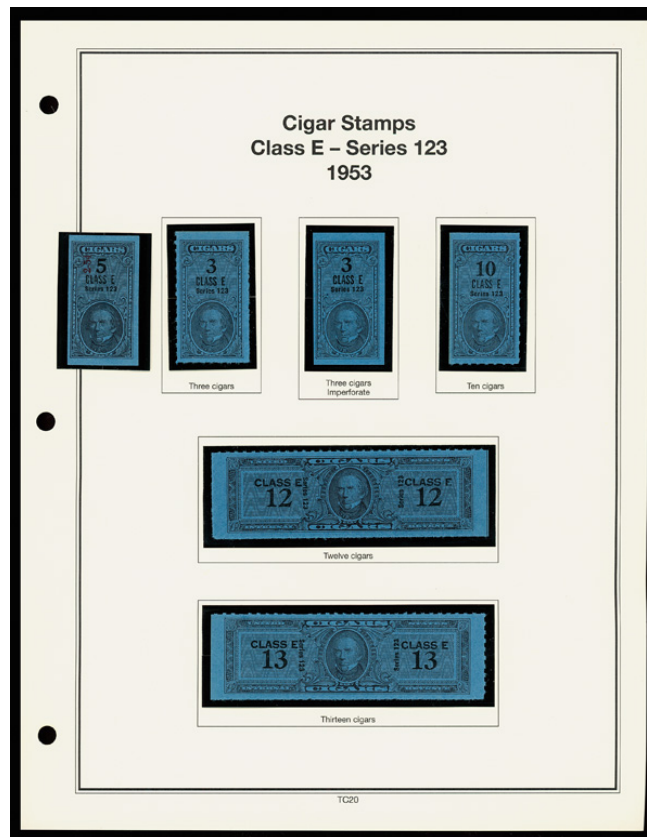 Cigar Stamps
Class E – Series 123
1953
CIGARS
5
CLASS E
Series 123
CIGARS
3
CLASS E
Series 123
Three cigars
CIGARS
3
CLASS E
Series 123
Three cigars
Imperforate
CIGARS
10
CLASS E
Series 123
Ten cigars
CIGARS
CLASS E
12
Series 123
Series 123
CLASS E
12
CIGARS
Twelve cigars
CIGARS
CLASS E
13
Series 123
Series 123
CLASS E
13
CIGARS
Thirteen cigars
TC20